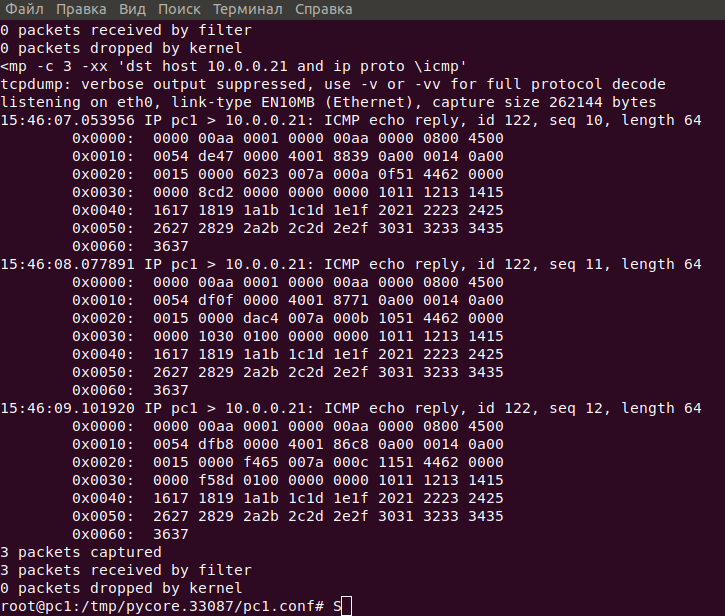 Файл Правка Вид Поиск Терминал Справка
0 packets received by filter
0 packets dropped by kernel
<mp -c 3 -xx 'dst host 10.0.0.21 and ip proto \icmp'
tcpdump: verbose output suppressed, use -v or -vv for full protocol decode
listening on eth0, link-type EN10MB (Ethernet), capture size 262144 bytes
15:46:07.053956 IP pc1 > 10.0.0.21: ICMP echo reply, id 122, seq 10, length 64
0x0000:  0000 00aa 0001 0000 00aa 0000 0800 4500
0x0010:  0054 de47 0000 4001 8839 0a00 0014 0a00
0x0020:  0015 0000 6023 007a 000a 0f51 4462 0000
0x0030:  0000 8cd2 0000 0000 0000 1011 1213 1415
0x0040:  1617 1819 1a1b 1c1d 1e1f 2021 2223 2425
0x0050:  2627 2829 2a2b 2c2d 2e2f 3031 3233 3435
0x0060:  3637
15:46:08.077891 IP pc1 > 10.0.0.21: ICMP echo reply, id 122, seq 11, length 64
0x0000:  0000 00aa 0001 0000 00aa 0000 0800 4500
0x0010:  0054 df0f 0000 4001 8771 0a00 0014 0a00
0x0020:  0015 0000 dac4 007a 000b 1051 4462 0000
0x0030:  0000 1030 0100 0000 0000 1011 1213 1415
0x0040:  1617 1819 1a1b 1c1d 1e1f 2021 2223 2425
0x0050:  2627 2829 2a2b 2c2d 2e2f 3031 3233 3435
0x0060:  3637
15:46:09.101920 IP pc1 > 10.0.0.21: ICMP echo reply, id 122, seq 12, length 64
0x0000:  0000 00aa 0001 0000 00aa 0000 0800 4500
0x0010:  0054 dfb8 0000 4001 86c8 0a00 0014 0a00
0x0020:  0015 0000 f465 007a 000c 1151 4462 0000
0x0030:  0000 f58d 0100 0000 0000 1011 1213 1415
0x0040:  1617 1819 1a1b 1c1d 1e1f 2021 2223 2425
0x0050:  2627 2829 2a2b 2c2d 2e2f 3031 3233 3435
0x0060:  3637
3 packets captured
3 packets received by filter
0 packets dropped by kernel
root@pc1:/tmp/pycore.33087/pc1.conf# S